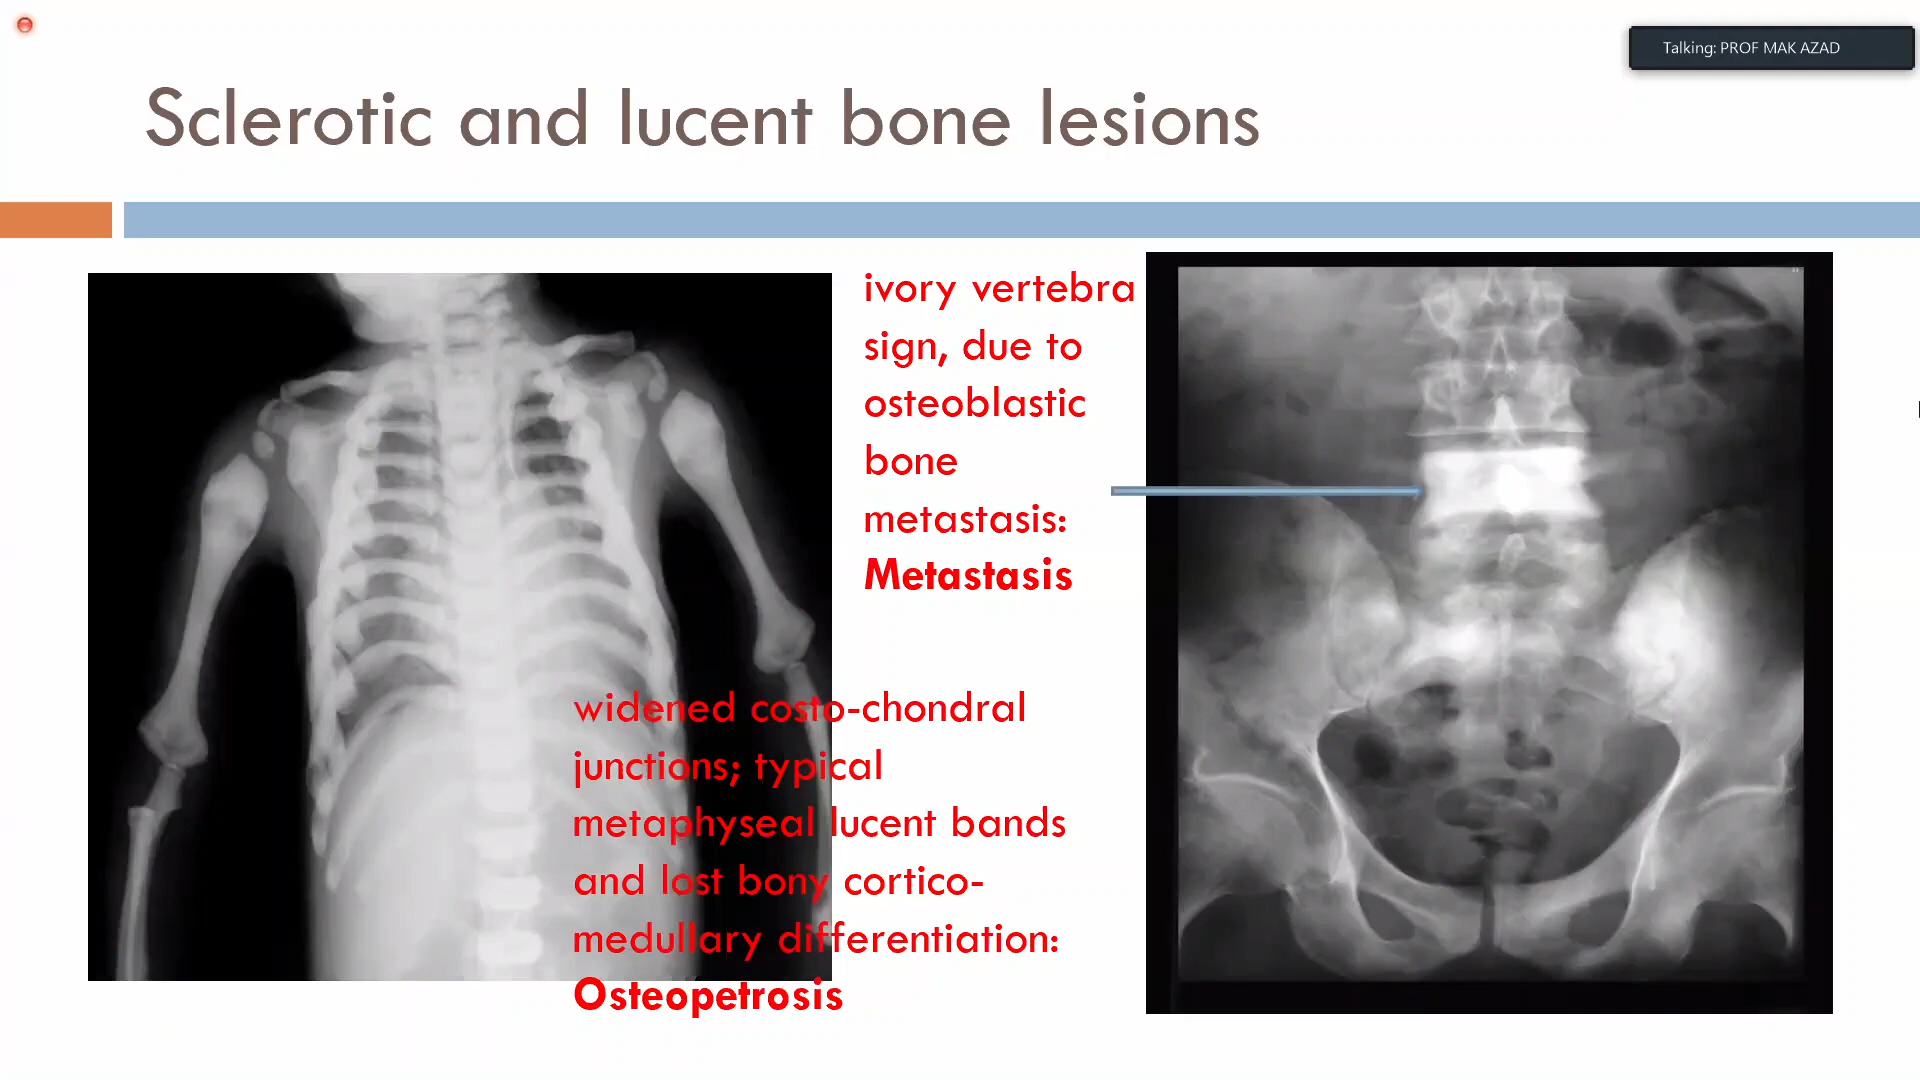 Talking: PROF MAK AZAD
Sclerotic and lucent bone lesions
ivory vertebra
sign, due to
osteoblastic
bone
metastasis:
Metastasis
widened costo-chondral
junctions; typical
metaphyseal lucent bands
and lost bony cortico-
medullary differentiation:
Osteopetrosis